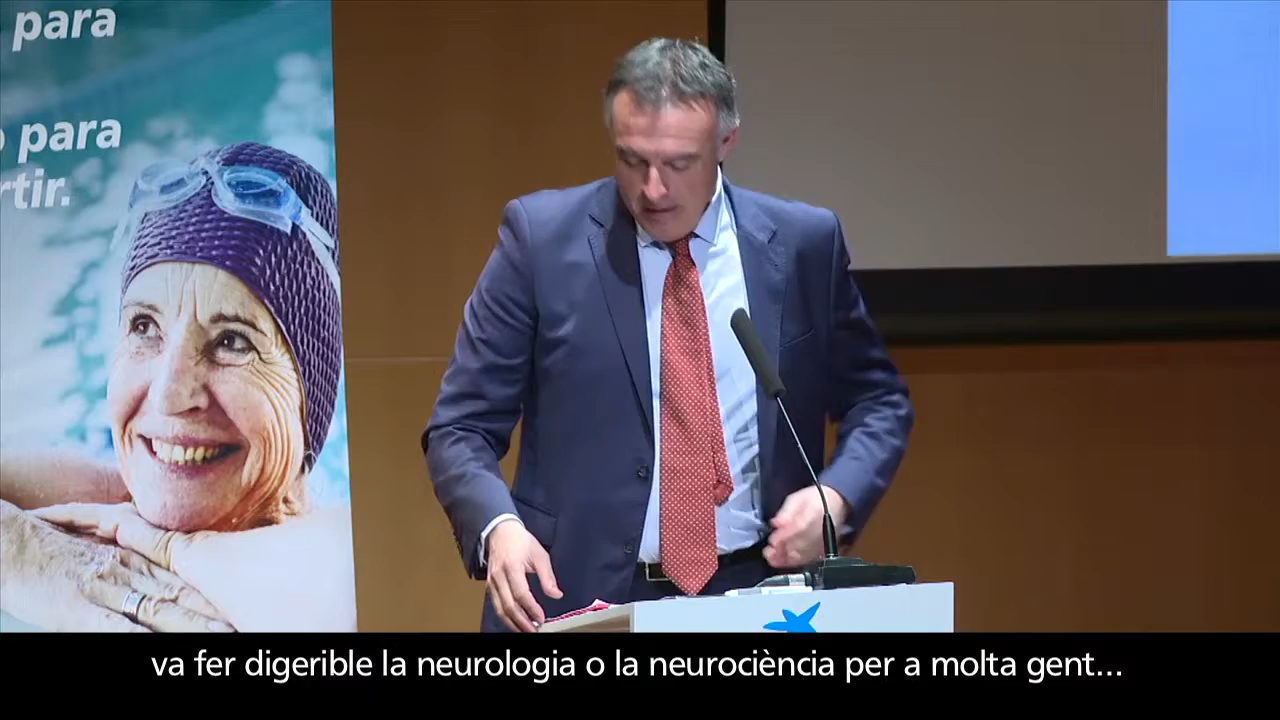 para
para
rtir.
va fer digerible la neurologia o la neurociència per a molta gent...